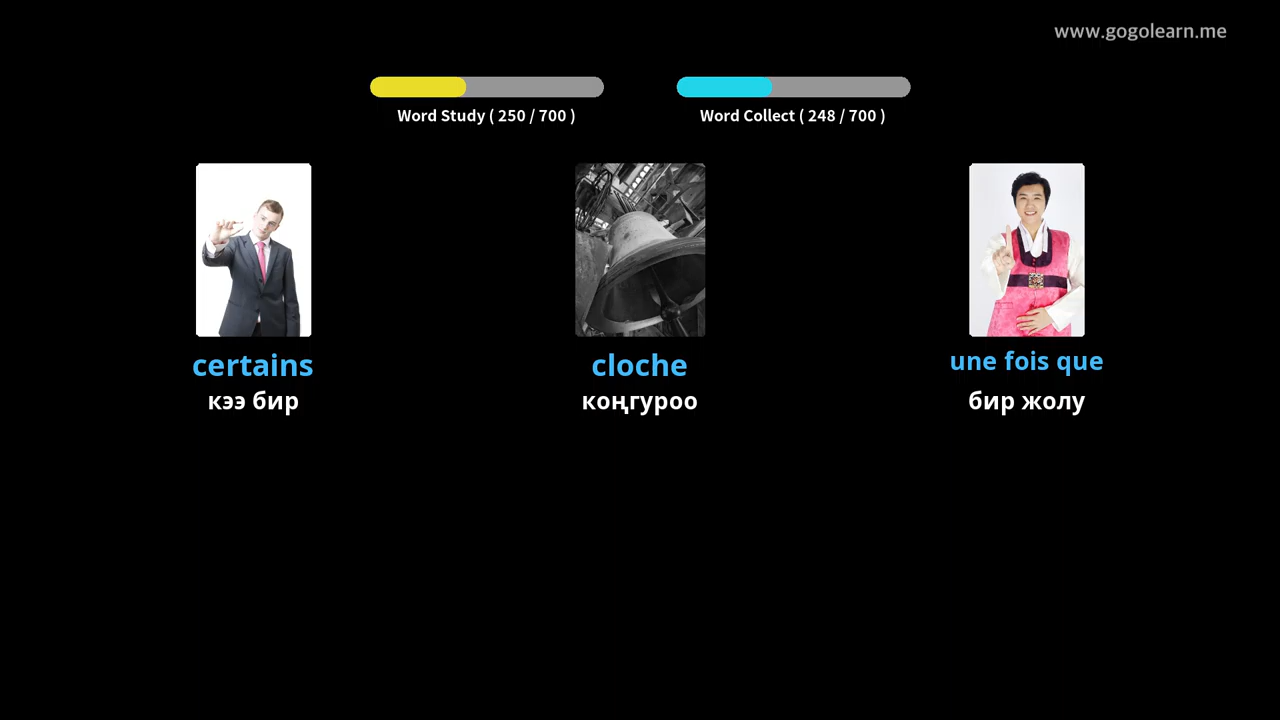 www.gogolearn.me
Word Study ( 250 / 700 )
Word Collect ( 248 / 700 )
certains
cloche
une fois que
кээ бир
коңгуроо
бир жолу